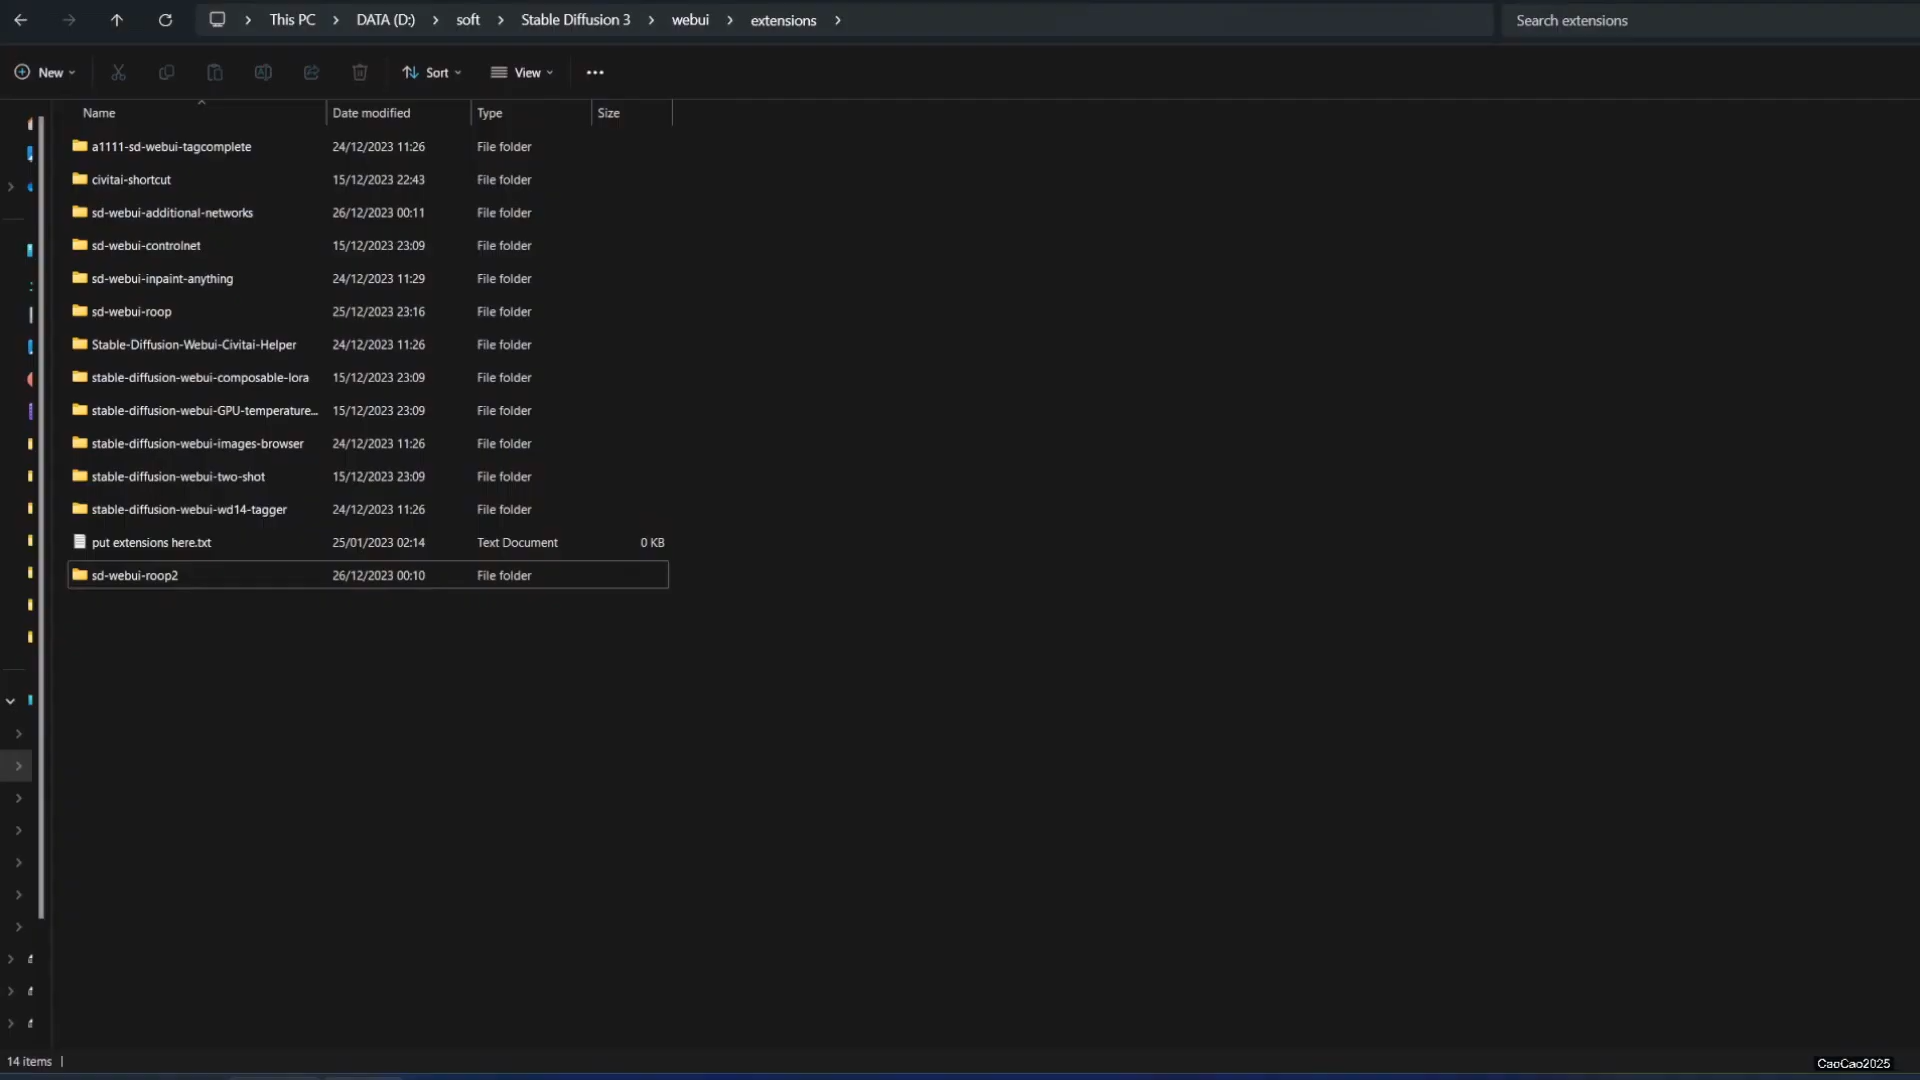 This PC > DATA (D:) > soft > Stable Diffusion 3 > webui > extensions >
Search extensions
New
Sort
View
Name Date modified Type Size
a1111-sd-webui-tagcomplete 24/12/2023 11:26 File folder
civitai-shortcut 15/12/2023 22:43 File folder
sd-webui-additional-networks 26/12/2023 00:11 File folder
sd-webui-controlnet 15/12/2023 23:09 File folder
sd-webui-inpaint-anything 24/12/2023 11:29 File folder
sd-webui-roop 25/12/2023 23:16 File folder
Stable-Diffusion-Webui-Civitai-Helper 24/12/2023 11:26 File folder
stable-diffusion-webui-composable-lora 15/12/2023 23:09 File folder
stable-diffusion-webui-GPU-temperature... 15/12/2023 23:09 File folder
stable-diffusion-webui-images-browser 24/12/2023 11:26 File folder
stable-diffusion-webui-two-shot 15/12/2023 23:09 File folder
stable-diffusion-webui-wd14-tagger 24/12/2023 11:26 File folder
put extensions here.txt 25/01/2023 02:14 Text Document 0 KB
sd-webui-roop2 26/12/2023 00:10 File folder
14 items
CaoCao2025